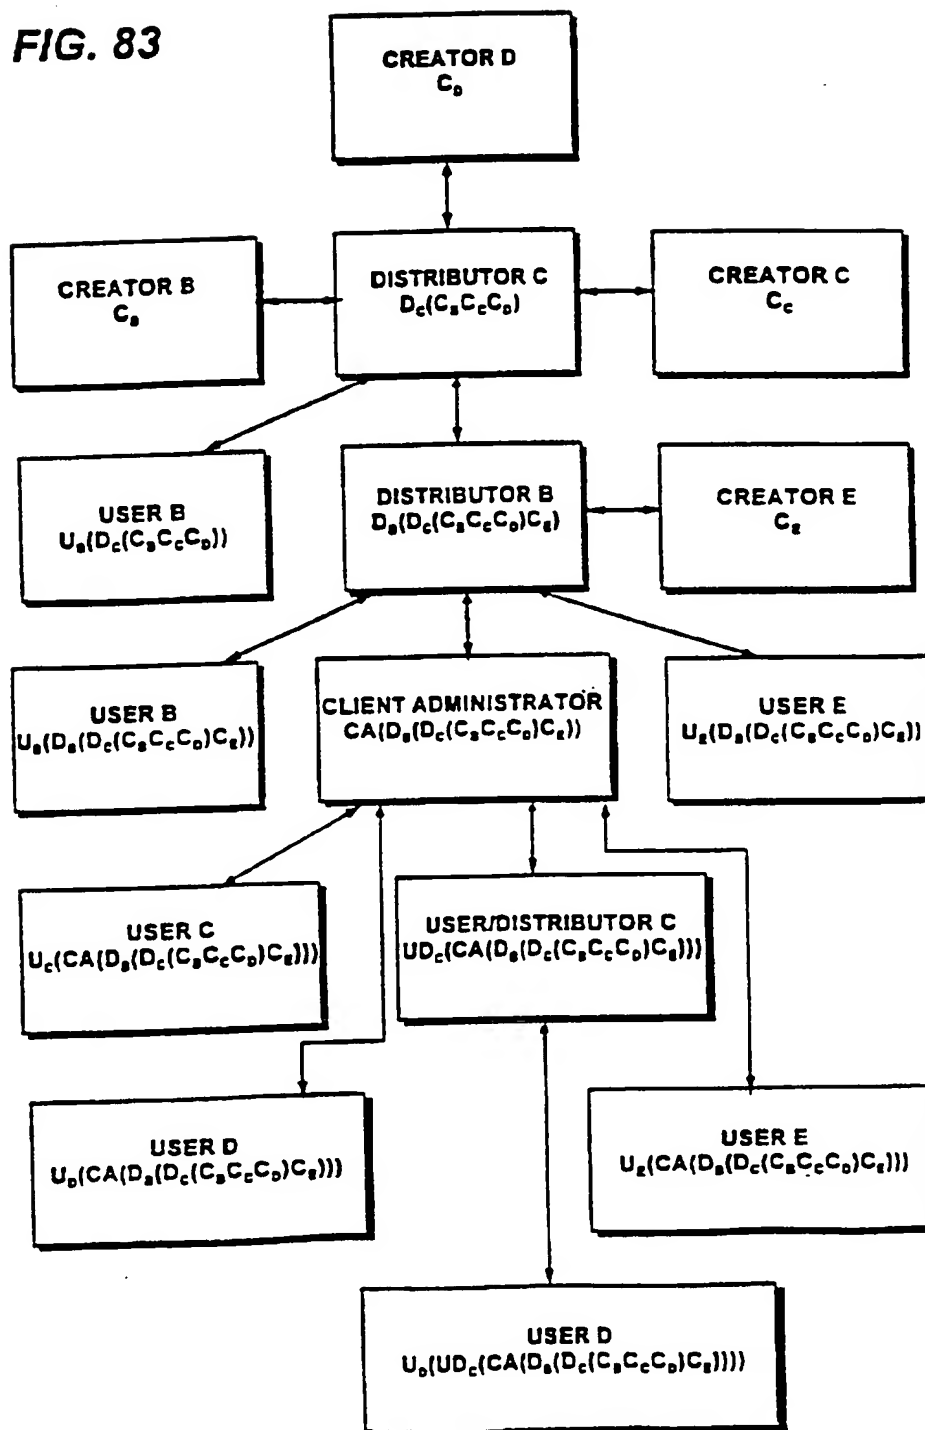 FIG. 83
CREATOR D
C_D
CREATOR B
C_B
DISTRIBUTOR C
D_C(C_BC_CC_D)
CREATOR C
C_C
USER B
U_B(D_C(C_BC_CC_D))
DISTRIBUTOR B
D_B(D_C(C_BC_CC_D)C_E)
CREATOR E
C_E
USER B
U_B(D_B(D_C(C_BC_CC_D)C_E))
CLIENT ADMINISTRATOR
CA(D_B(D_C(C_BC_CC_D)C_E))
USER E
U_E(D_B(D_C(C_BC_CC_D)C_E))
USER C
U_C(CA(D_B(D_C(C_BC_CC_D)C_E)))
USER/DISTRIBUTOR C
UD_C(CA(D_B(D_C(C_BC_CC_D)C_E)))
USER D
U_D(CA(D_B(D_C(C_BC_CC_D)C_E)))
USER E
U_E(CA(D_B(D_C(C_BC_CC_D)C_E)))
USER D
U_D(UD_C(CA(D_B(D_C(C_BC_CC_D)C_E))))